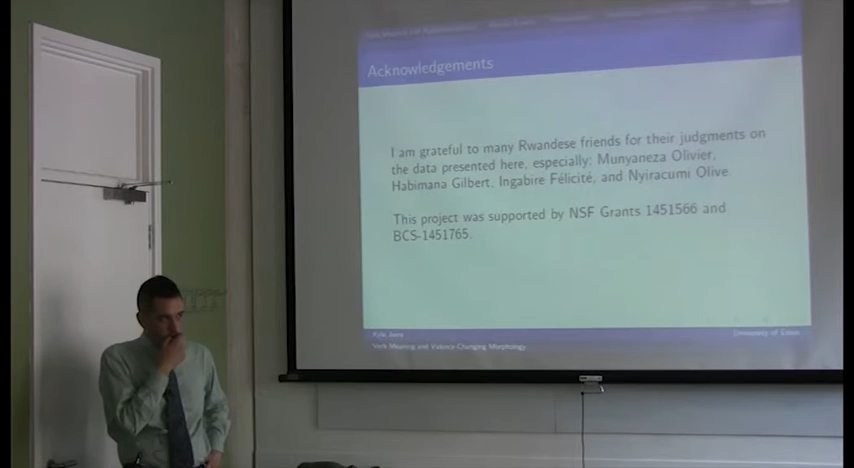 Acknowledgements
I am grateful to many Rwandese friends for their judgments on
the data presented here, especially: Munyaneza Olivier,
Habimana Gilbert, Ingabire Félicité, and Nyiracumi Olive
This project was supported by NSF Grants 1451566 and
BCS-1451765.
University of Essex
Verb Meaning and Valency-Changing Morphology